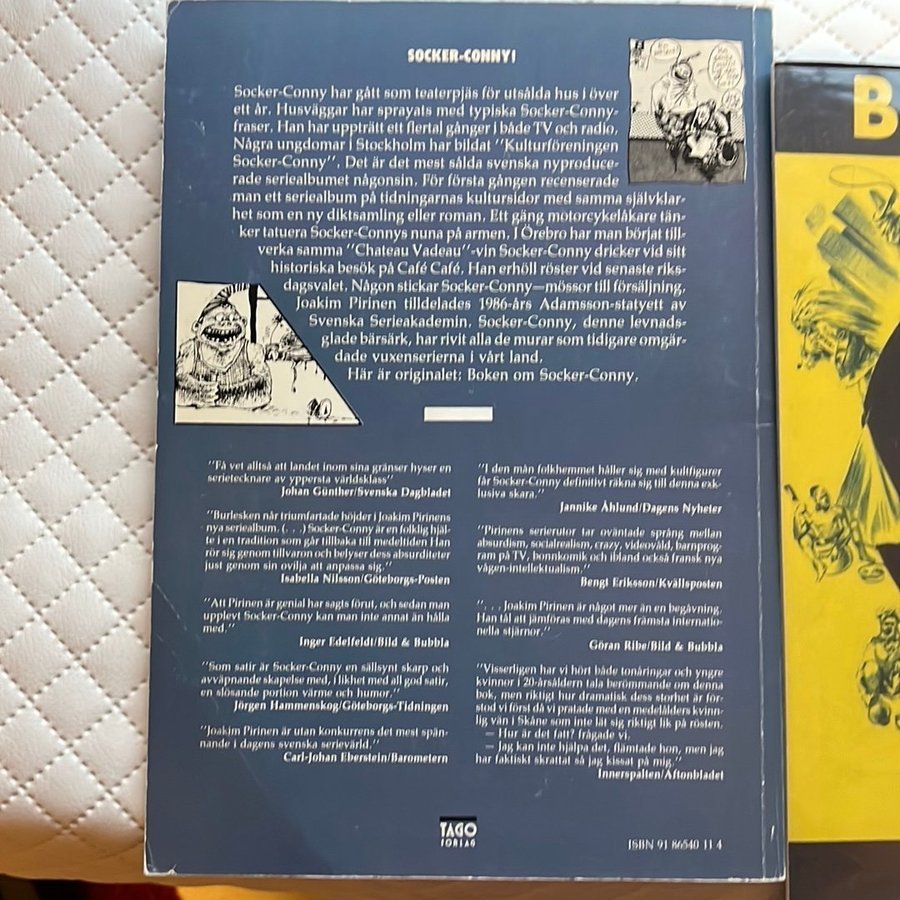 SOCKER-CONNY!
Socker-Conny har gått som teaterpjäs för utsålda hus i över
ett år. Husväggar har sprayats med typiska Socker-Conny-
fraser. Han har uppträtt ett flertal gånger i både TV och radio.
Några ungdomar i Stockholm har bildat "Kulturföreningen
Socker-Conny". Det är det mest sålda svenska nyproduce-
rade seriealbumet någonsin. För första gången recenserade
man ett seriealbum på tidningarnas kultursidor med samma självklar-
het som en ny diktsamling eller roman. Ett gäng motorcykelåkare tän-
ker tatuera Socker-Connys nuna på armen. I Örebro har man börjat till-
verka samma "Chateau Vadeau"-vin Socker-Conny dricker vid sitt
historiska besök på Café Café. Han erhöll röster vid senaste riks-
dagsvalet. Någon stickar Socker-Conny—mössor till försäljning.
Joakim Pirinen tilldelades 1986-års Adamsson-statyett av
Svenska Serieakademin. Socker-Conny, denne levnads-
glade bärsärk, har rivit alla de murar som tidigare omgär-
dade vuxenserierna i vårt land.
Här är originalet: Boken om Socker-Conny.
"Få vet alltså att landet inom sina gränser hyser en
serietecknare av yppersta världsklass"
Johan Günther/Svenska Dagbladet
"Burlesken når triumfartade höjder i Joakim Pirinens
nya seriealbum. (. . .) Socker-Conny är en folklig hjäl-
te i en tradition som går tillbaka till medeltiden Han
rör sig genom tillvaron och belyser dess absurditeter
just genom sin ovilja att anpassa sig."
Isabella Nilsson/Göteborgs-Posten
"Att Pirinen är genial har sagts förut, och sedan man
upplevt Socker-Conny kan man inte annat än hålla
med."
Inger Edelfeldt/Bild & Bubbla
"Som satir är Socker-Conny en sällsynt skarp och
avväpnande skapelse med, i likhet med all god satir,
en slösande portion värme och humor."
Jörgen Hammenskog/Göteborgs-Tidningen
"Joakim Pirinen är utan konkurrens det mest spän-
nande i dagens svenska serievärld."
Carl-Johan Eberstein/Barometern
"I den mån folkhemmet håller sig med kultfigurer
får Socker-Conny definitivt räkna sig till denna exk-
lusiva skara."
Jannike Åhlund/Dagens Nyheter
"Pirinens serierutor tar oväntade språng mellan
absurdism, socialrealism, crazy, videovåld, barnprog-
ram på TV, bonnkomik och ibland också fransk nya
vågen-intellektualism."
Bengt Eriksson/Kvällsposten
". . . Joakim Pirinen är något mer än en begåvning.
Han tål att jämföras med dagens främsta internatio-
nella stjärnor."
Göran Ribe/Bild & Bubbla
"Visserligen har vi hört både tonåringar och yngre
kvinnor i 20-årsåldern tala berömmande om denna
bok, men riktigt hur dramatisk dess storhet är för-
stod vi först då vi pratade med en medelålders kvinn-
lig vän i Skåne som inte lät sig riktigt lik på rösten.
— Hur är det fatt? frågade vi.
— Jag kan inte hjälpa det, flämtade hon, men jag
har faktiskt skrattat så jag kissat på mig."
Innerspalten/Aftonbladet
TAGO
FÖRLAG
ISBN 91 86540 11 4
B